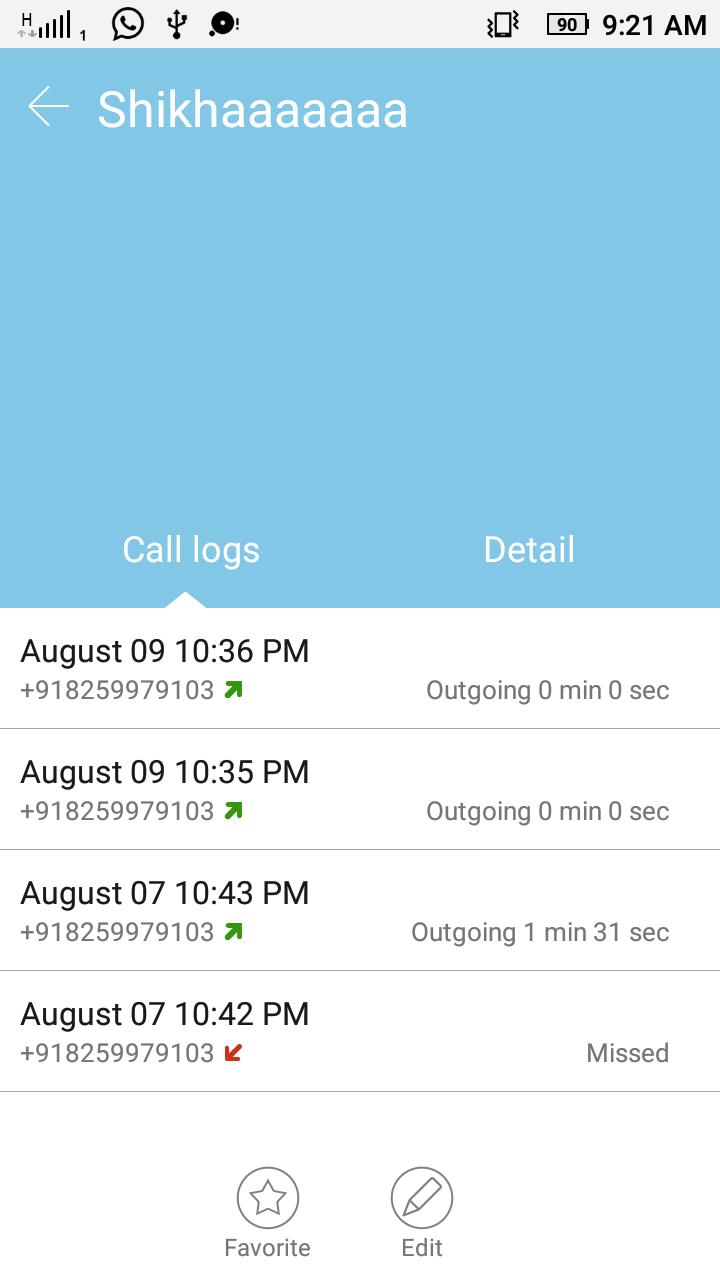 H 1 90 9:21 AM
Shikhaaaaaaa
Call logs Detail
August 09 10:36 PM
+918259979103 Outgoing 0 min 0 sec
August 09 10:35 PM
+918259979103 Outgoing 0 min 0 sec
August 07 10:43 PM
+918259979103 Outgoing 1 min 31 sec
August 07 10:42 PM
+918259979103 Missed
Favorite Edit